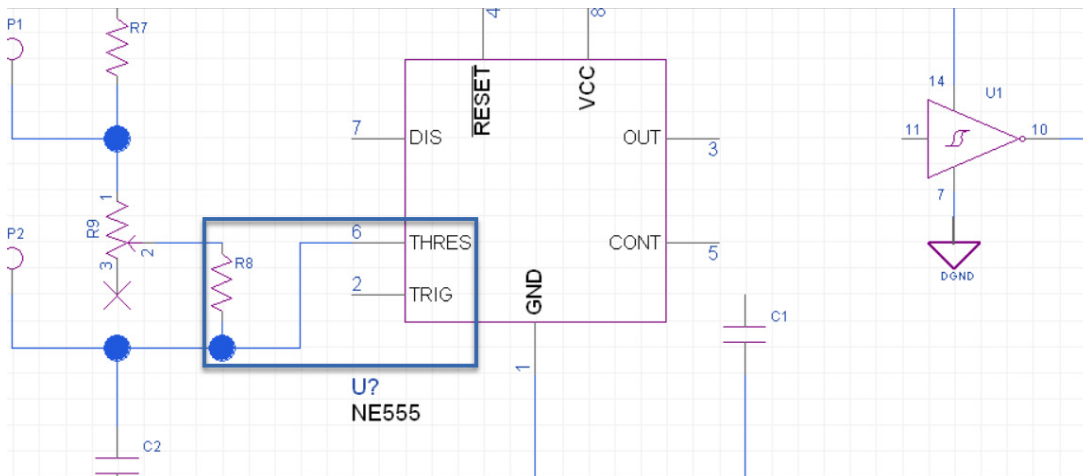 P1
R7
4
8
RESET
VCC
14
U1
7
DIS
OUT
3
11
10
1
R9
2
3
P2
6
THRES
R8
CONT
5
7
2
TRIG
GND
DGND
C1
1
U?
NE555
C2